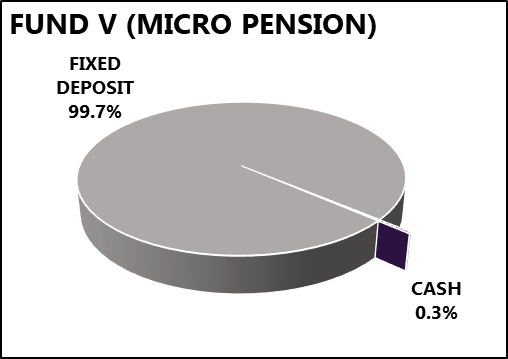 FUND V (MICRO PENSION)
FIXED
DEPOSIT
99.7%
CASH
0.3%